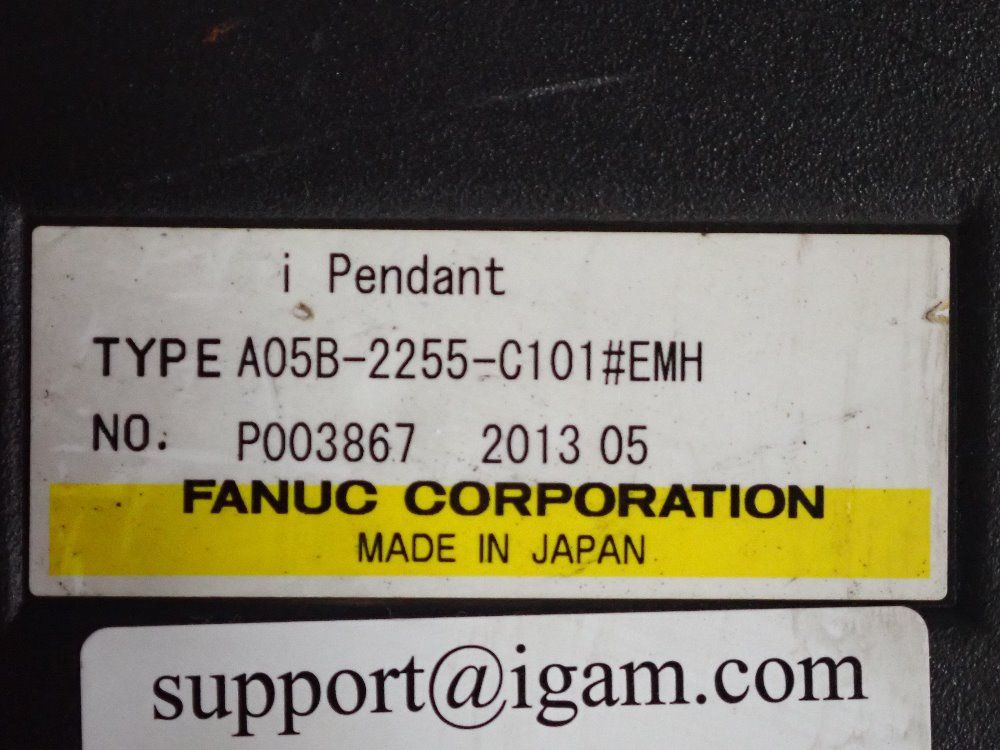 i Pendant
TYPE A05B-2255-C101#EMH
NO. P003867 2013 05
FANUC CORPORATION
MADE IN JAPAN
support@igam.com